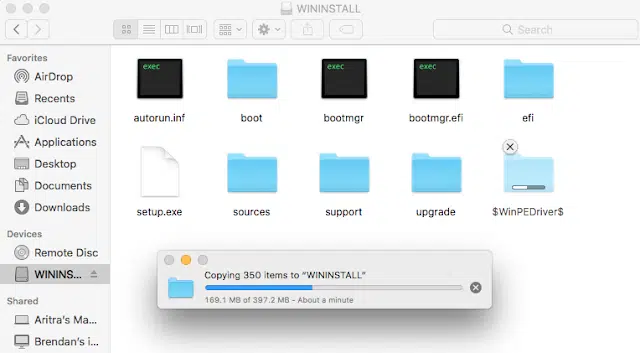 WININSTALL
Search
Favorites
AirDrop
Recents
iCloud Drive
Applications
Desktop
Documents
Downloads
Devices
Remote Disc
WININS...
Shared
Aritra's Ma...
Brendan's i...
exec
exec
exec
autorun.inf
boot
bootmgr
bootmgr.efi
efi
setup.exe
sources
support
upgrade
$WinPEDriver$
Copying 350 items to “WININSTALL”
169.1 MB of 397.2 MB - About a minute